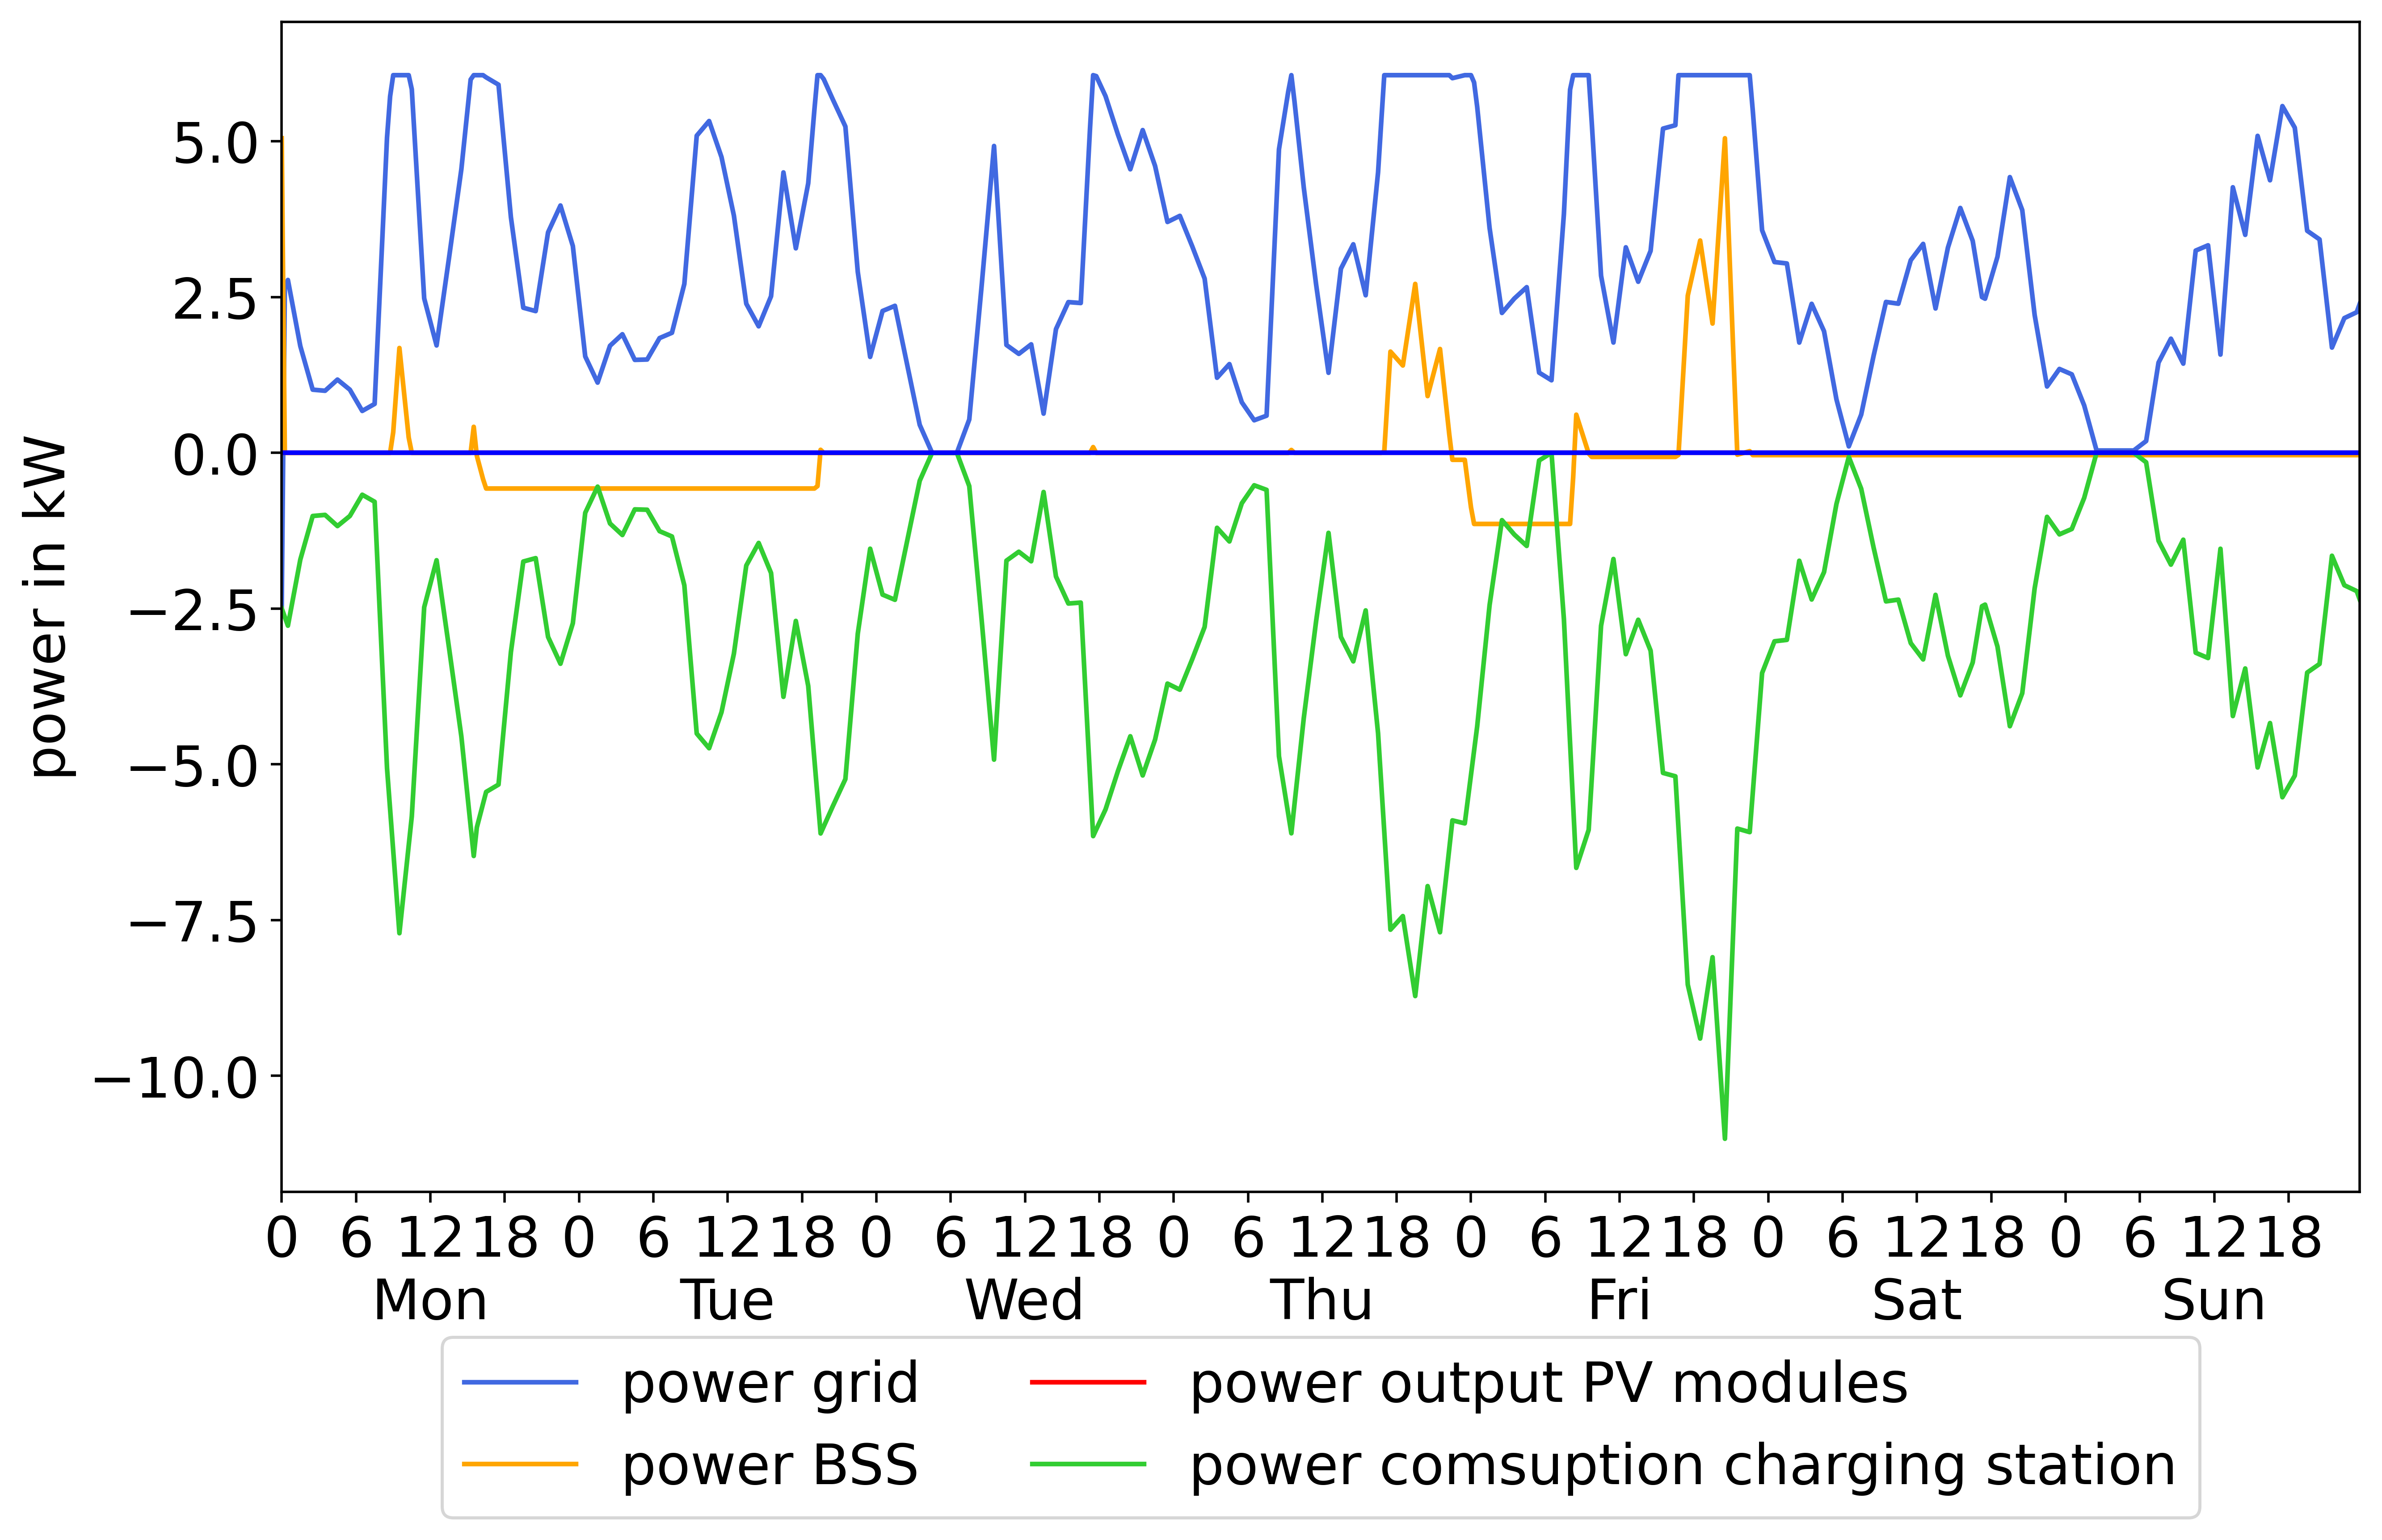 power in kW
5.0
2.5
0.0
−2.5
−5.0
−7.5
−10.0
0 6 12 18 0 6 12 18 0 6 12 18 0 6 12 18 0 6 12 18 0 6 12 18 0 6 12 18
Mon Tue Wed Thu Fri Sat Sun
power grid power output PV modules
power BSS power comsuption charging station